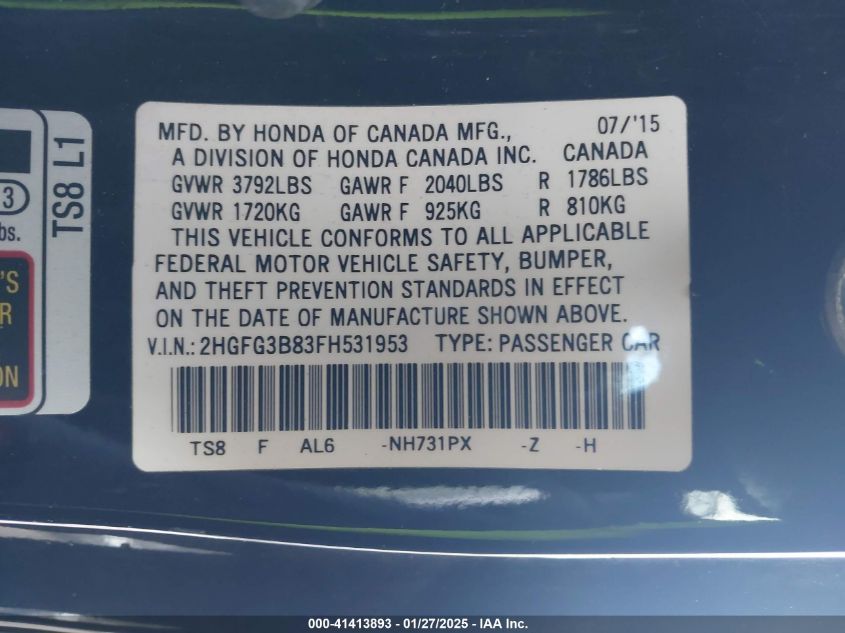 MFD. BY HONDA OF CANADA MFG., 07/'15
A DIVISION OF HONDA CANADA INC. CANADA
GVWR 3792LBS GAWR F 2040LBS R 1786LBS
GVWR 1720KG GAWR F 925KG R 810KG
THIS VEHICLE CONFORMS TO ALL APPLICABLE
FEDERAL MOTOR VEHICLE SAFETY, BUMPER,
AND THEFT PREVENTION STANDARDS IN EFFECT
ON THE DATE OF MANUFACTURE SHOWN ABOVE.
V.I.N.: 2HGFG3B83FH531953 TYPE: PASSENGER CAR
TS8 F AL6 -NH731PX -Z -H
TS8 L1
3
bs.
'S
R
ON
000-41413893 - 01/27/2025 - IAA Inc.